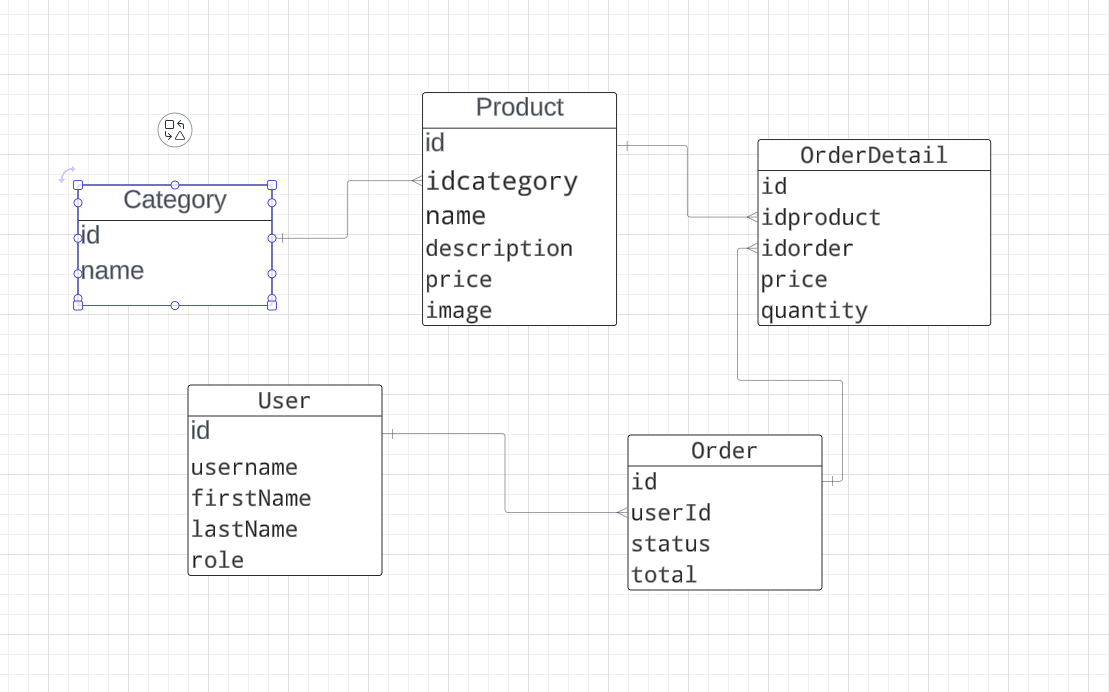 Category
id
name
Product
id
idcategory
name
description
price
image
OrderDetail
id
idproduct
idorder
price
quantity
User
id
username
firstName
lastName
role
Order
id
userId
status
total